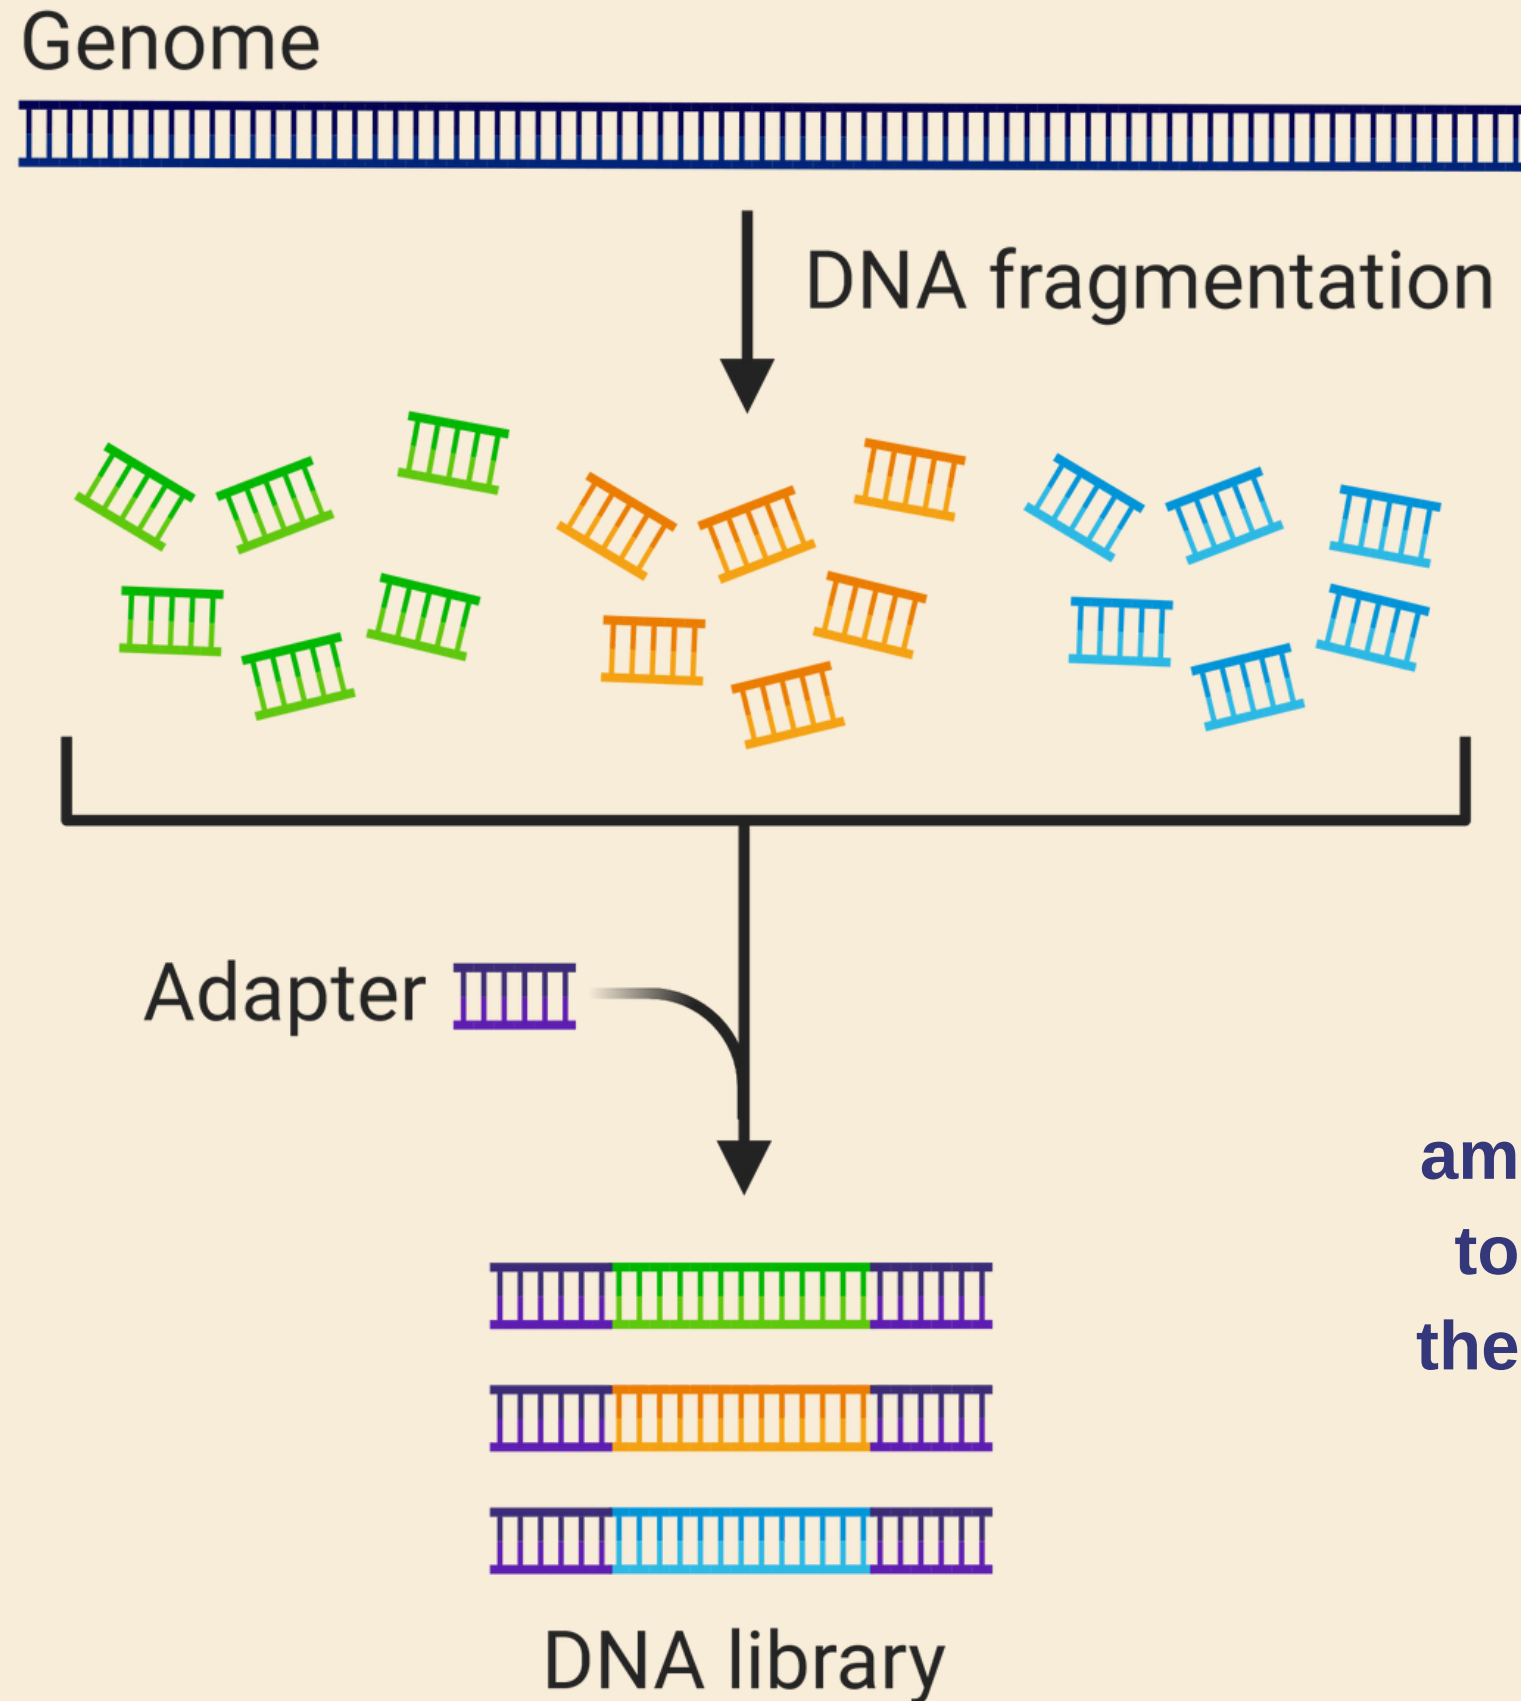 Genome
DNA fragmentation
Adapter
am
to
the
DNA library